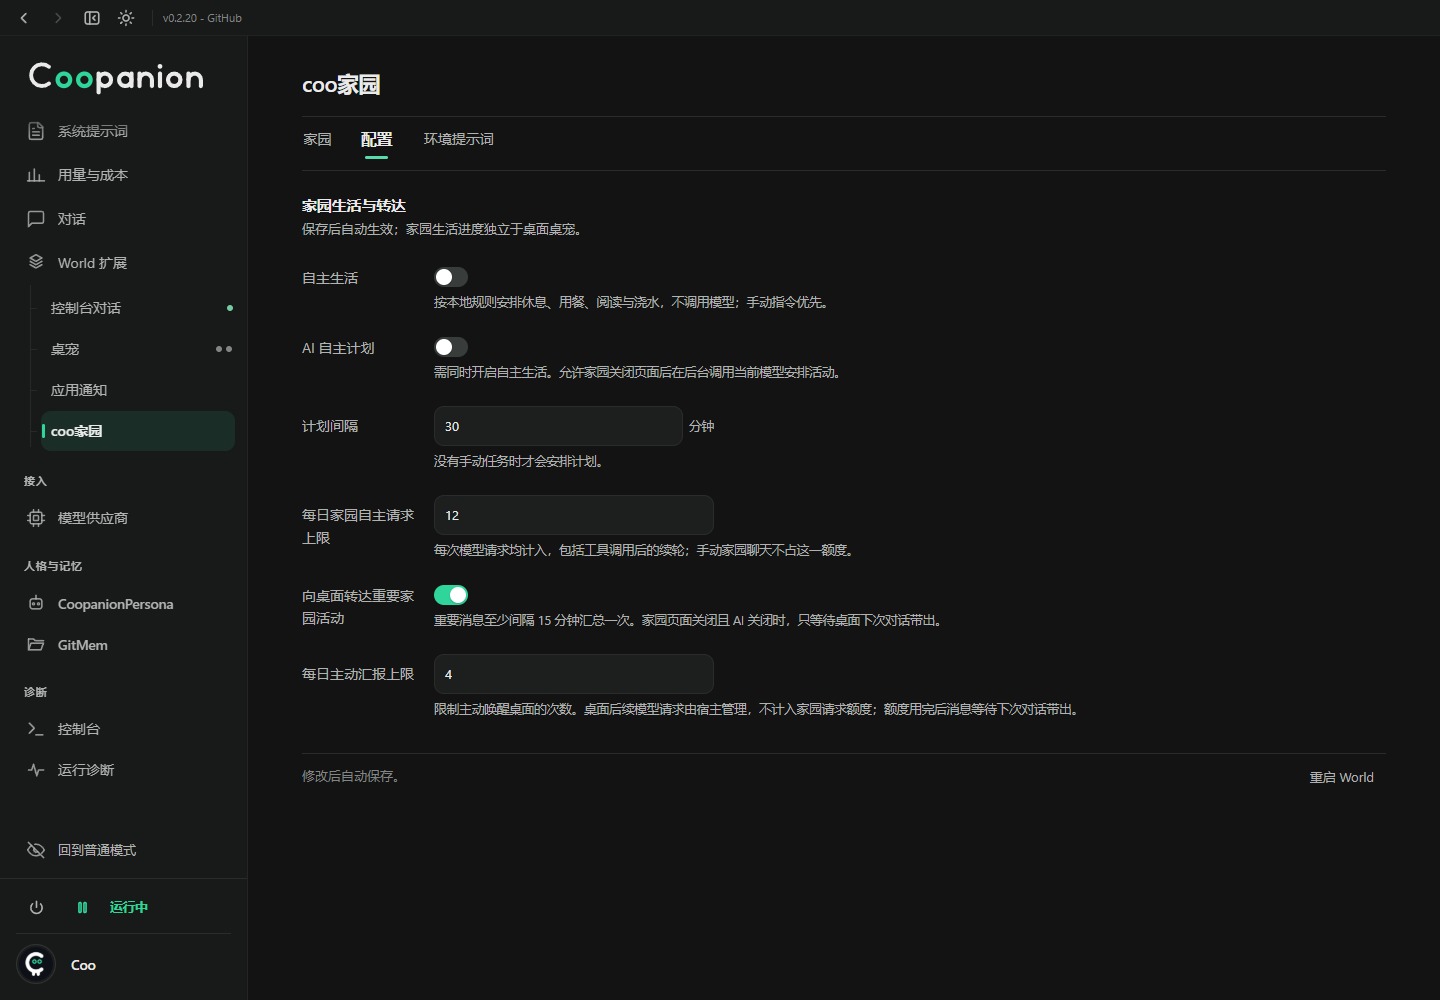 v0.2.20 - GitHub
Coopanion
系统提示词
用量与成本
对话
World 扩展
控制台对话
桌宠
应用通知
coo家园
接入
模型供应商
人格与记忆
CoopanionPersona
GitMem
诊断
控制台
运行诊断
回到普通模式
运行中
Coo
coo家园
家园 配置 环境提示词
家园生活与转达
保存后自动生效；家园生活进度独立于桌面桌宠。
自主生活
按本地规则安排休息、用餐、阅读与浇水，不调用模型；手动指令优先。
AI 自主计划
需同时开启自主生活。允许家园关闭页面后在后台调用当前模型安排活动。
计划间隔
30 分钟
没有手动任务时才会安排计划。
每日家园自主请求
上限
12
每次模型请求均计入，包括工具调用后的续轮；手动家园聊天不占这一额度。
向桌面转达重要家
园活动
重要消息至少间隔 15 分钟汇总一次。家园页面关闭且 AI 关闭时，只等待桌面下次对话带出。
每日主动汇报上限
4
限制主动唤醒桌面的次数。桌面后续模型请求由宿主管理，不计入家园请求额度；额度用完后消息等待下次对话带出。
修改后自动保存。
重启 World